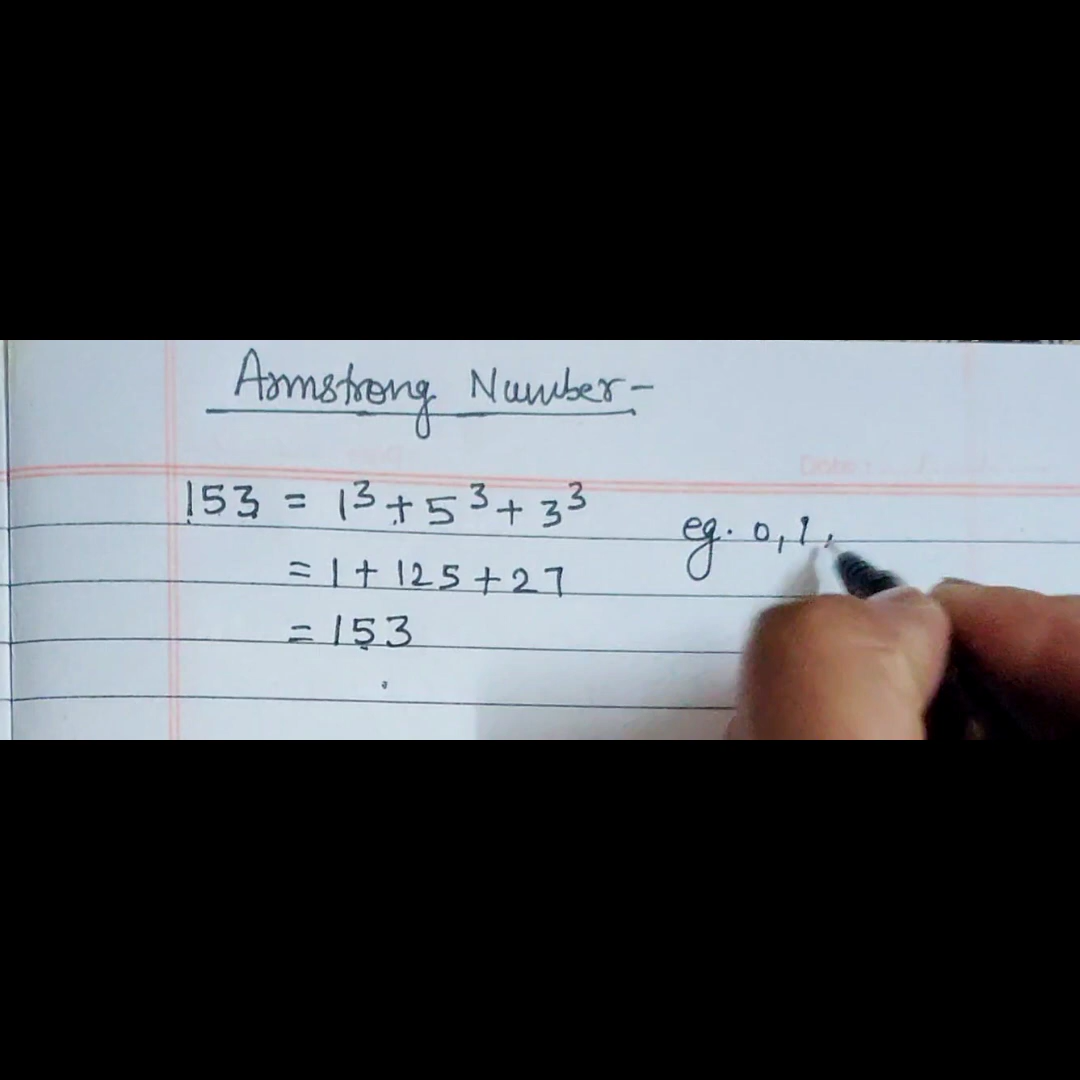 Armstrong Number-
153 = 1³ + 5³ + 3³
eg. 0, 1,
= 1 + 125 + 27
= 153